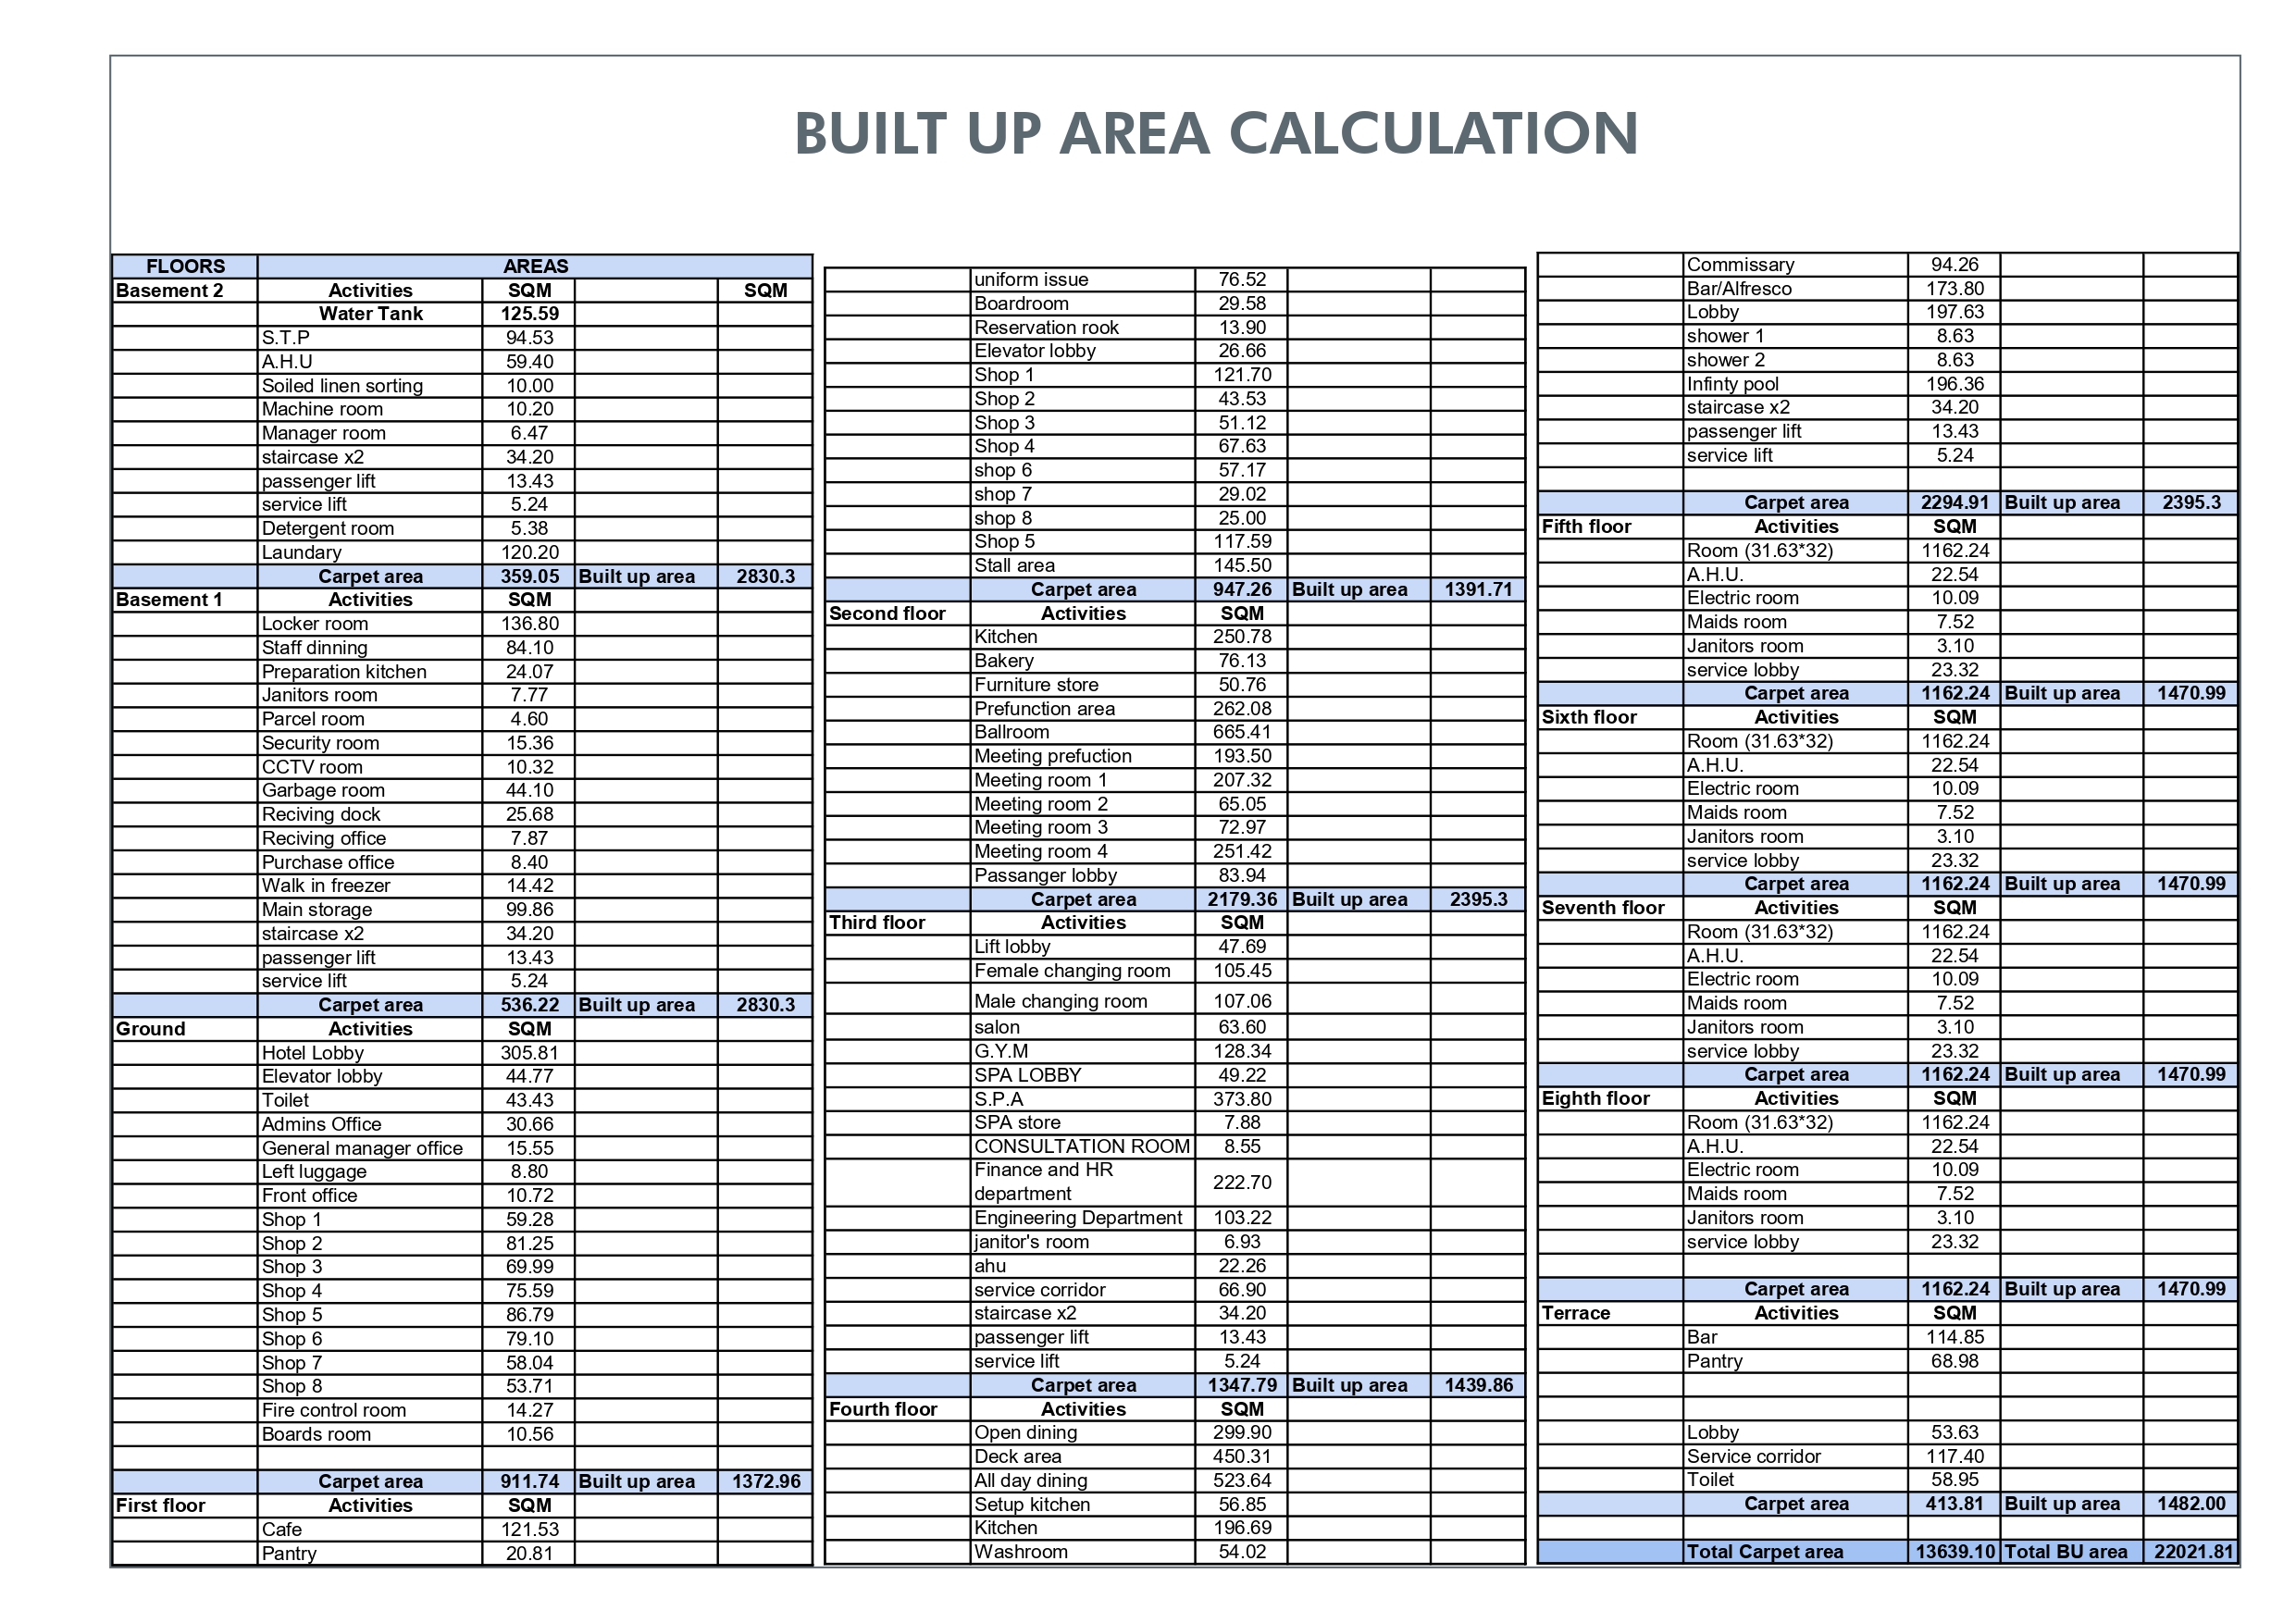 BUILT UP AREA CALCULATION
FLOORS AREAS
Basement 2 Activities SQM SQM
Water Tank 125.59
S.T.P 94.53
A.H.U 59.40
Soiled linen sorting 10.00
Machine room 10.20
Manager room 6.47
staircase x2 34.20
passenger lift 13.43
service lift 5.24
Detergent room 5.38
Laundary 120.20
Carpet area 359.05 Built up area 2830.3
Basement 1 Activities SQM
Locker room 136.80
Staff dinning 84.10
Preparation kitchen 24.07
Janitors room 7.77
Parcel room 4.60
Security room 15.36
CCTV room 10.32
Garbage room 44.10
Reciving dock 25.68
Reciving office 7.87
Purchase office 8.40
Walk in freezer 14.42
Main storage 99.86
staircase x2 34.20
passenger lift 13.43
service lift 5.24
Carpet area 536.22 Built up area 2830.3
Ground Activities SQM
Hotel Lobby 305.81
Elevator lobby 44.77
Toilet 43.43
Admins Office 30.66
General manager office 15.55
Left luggage 8.80
Front office 10.72
Shop 1 59.28
Shop 2 81.25
Shop 3 69.99
Shop 4 75.59
Shop 5 86.79
Shop 6 79.10
Shop 7 58.04
Shop 8 53.71
Fire control room 14.27
Boards room 10.56
Carpet area 911.74 Built up area 1372.96
First floor Activities SQM
Cafe 121.53
Pantry 20.81
uniform issue 76.52
Boardroom 29.58
Reservation rook 13.90
Elevator lobby 26.66
Shop 1 121.70
Shop 2 43.53
Shop 3 51.12
Shop 4 67.63
shop 6 57.17
shop 7 29.02
shop 8 25.00
Shop 5 117.59
Stall area 145.50
Carpet area 947.26 Built up area 1391.71
Second floor Activities SQM
Kitchen 250.78
Bakery 76.13
Furniture store 50.76
Prefunction area 262.08
Ballroom 665.41
Meeting prefuction 193.50
Meeting room 1 207.32
Meeting room 2 65.05
Meeting room 3 72.97
Meeting room 4 251.42
Passanger lobby 83.94
Carpet area 2179.36 Built up area 2395.3
Third floor Activities SQM
Lift lobby 47.69
Female changing room 105.45
Male changing room 107.06
salon 63.60
G.Y.M 128.34
SPA LOBBY 49.22
S.P.A 373.80
SPA store 7.88
CONSULTATION ROOM 8.55
Finance and HR
department 222.70
Engineering Department 103.22
janitor's room 6.93
ahu 22.26
service corridor 66.90
staircase x2 34.20
passenger lift 13.43
service lift 5.24
Carpet area 1347.79 Built up area 1439.86
Fourth floor Activities SQM
Open dining 299.90
Deck area 450.31
All day dining 523.64
Setup kitchen 56.85
Kitchen 196.69
Washroom 54.02
Commissary 94.26
Bar/Alfresco 173.80
Lobby 197.63
shower 1 8.63
shower 2 8.63
Infinty pool 196.36
staircase x2 34.20
passenger lift 13.43
service lift 5.24
Carpet area 2294.91 Built up area 2395.3
Fifth floor Activities SQM
Room (31.63*32) 1162.24
A.H.U. 22.54
Electric room 10.09
Maids room 7.52
Janitors room 3.10
service lobby 23.32
Carpet area 1162.24 Built up area 1470.99
Sixth floor Activities SQM
Room (31.63*32) 1162.24
A.H.U. 22.54
Electric room 10.09
Maids room 7.52
Janitors room 3.10
service lobby 23.32
Carpet area 1162.24 Built up area 1470.99
Seventh floor Activities SQM
Room (31.63*32) 1162.24
A.H.U. 22.54
Electric room 10.09
Maids room 7.52
Janitors room 3.10
service lobby 23.32
Carpet area 1162.24 Built up area 1470.99
Eighth floor Activities SQM
Room (31.63*32) 1162.24
A.H.U. 22.54
Electric room 10.09
Maids room 7.52
Janitors room 3.10
service lobby 23.32
Carpet area 1162.24 Built up area 1470.99
Terrace Activities SQM
Bar 114.85
Pantry 68.98
Lobby 53.63
Service corridor 117.40
Toilet 58.95
Carpet area 413.81 Built up area 1482.00
Total Carpet area 13639.10 Total BU area 22021.81